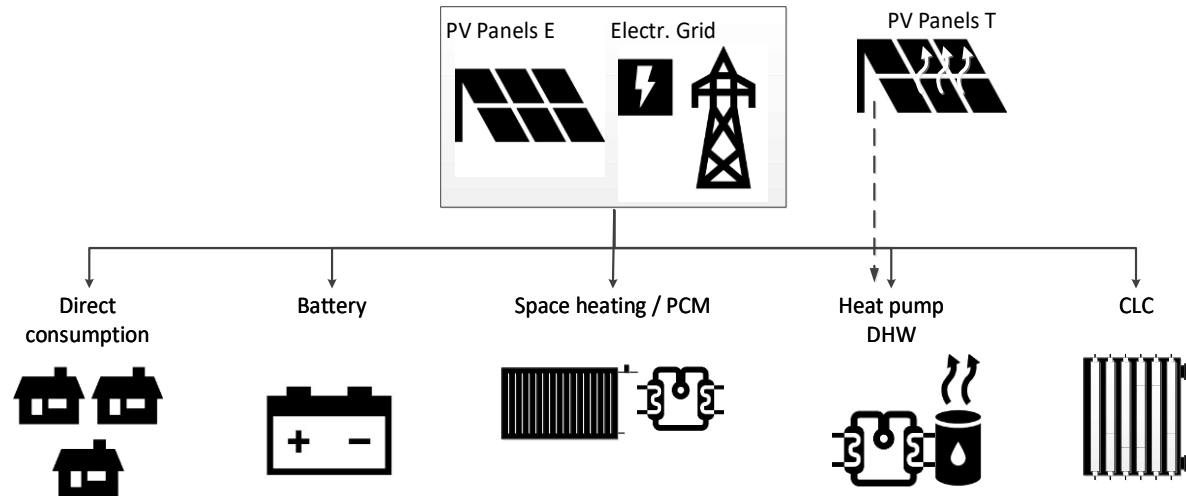 PV Panels E
Electr. Grid
PV Panels T
Direct
consumption
Battery
Space heating / PCM
Heat pump
DHW
CLC